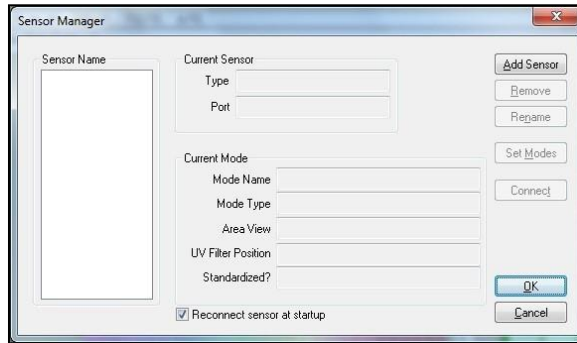 Sensor Manager
Sensor Name
Current Sensor
Type
Port
Current Mode
Mode Name
Mode Type
Area View
UV Filter Position
Standardized?
Reconnect sensor at startup
Add Sensor
Remove
Rename
Set Modes
Connect
OK
Cancel